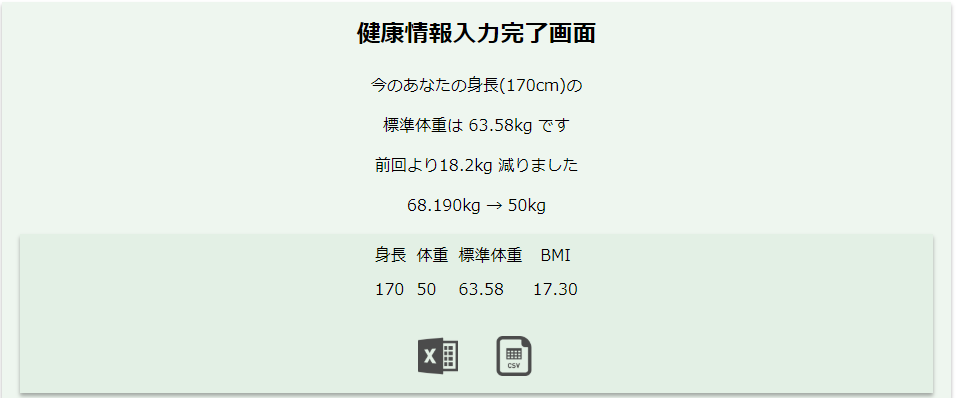 健康情報入力完了画面
今のあなたの身長(170cm)の
標準体重は 63.58kg です
前回より18.2kg 減りました
68.190kg → 50kg
身長 体重 標準体重 BMI
170 50 63.58 17.30
X CSV